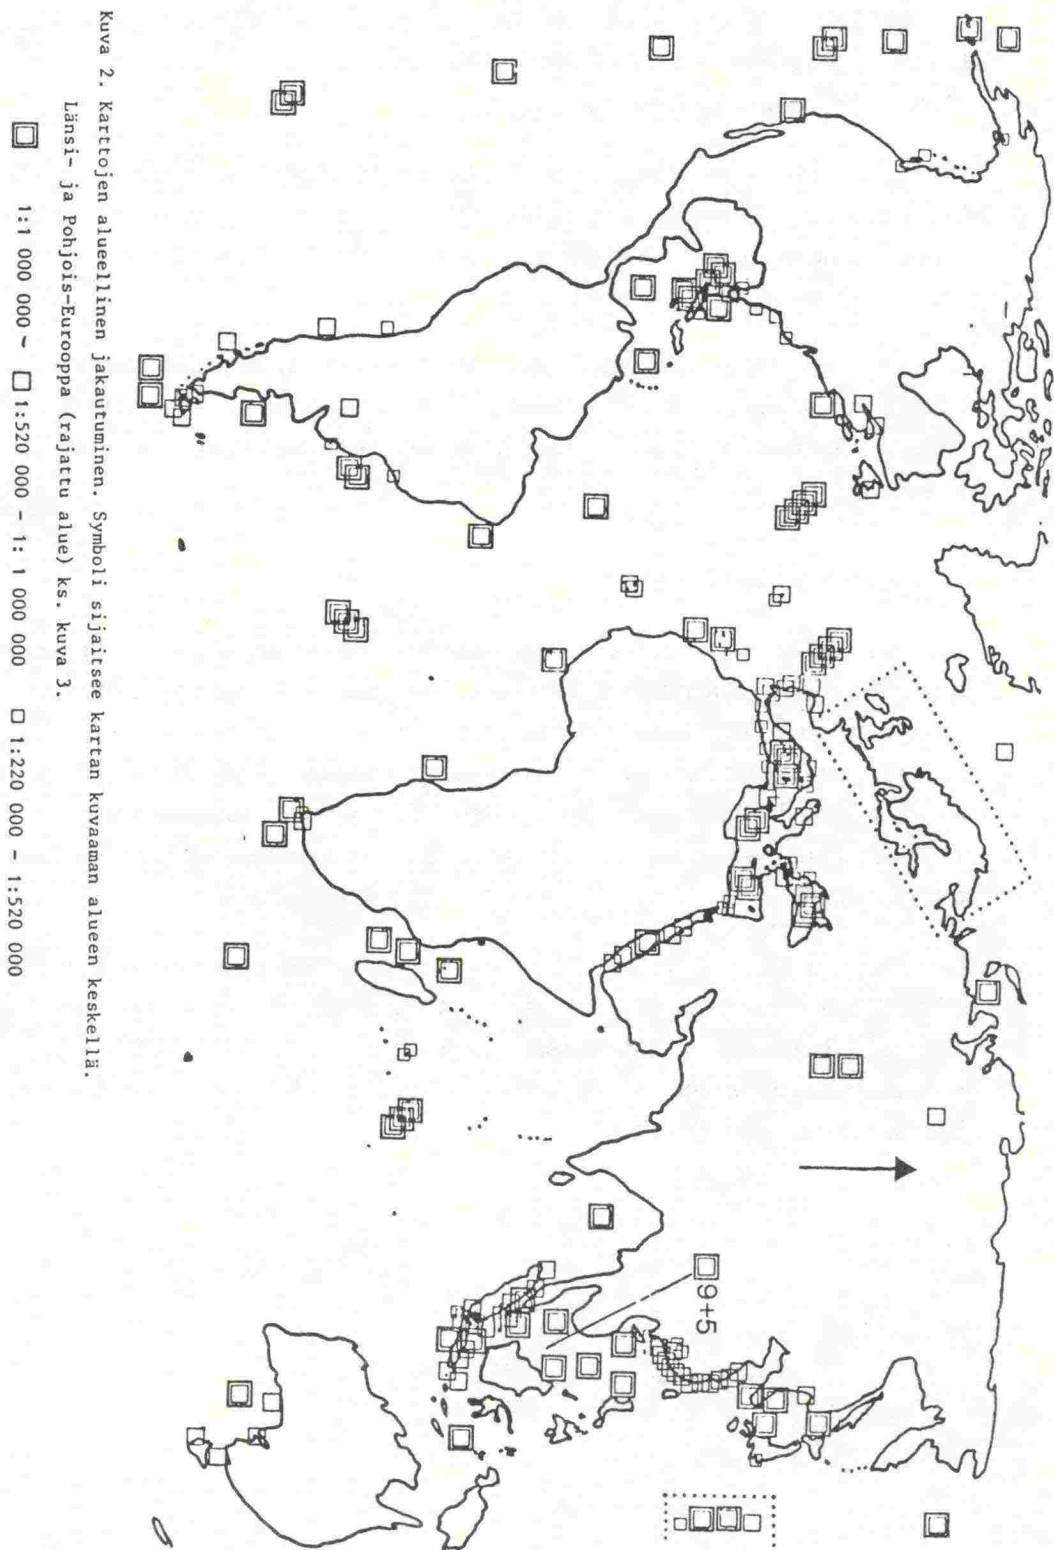 9+5
Kuva 2. Karttojen alueellinen jakautuminen. Symboli sijaitsee kartan kuvaaman alueen keskellä.
Länsi- ja Pohjois-Eurooppa (rajattu alue) ks. kuva 3.
1:1 000 000 ~ 1:520 000 - 1: 1 000 000 1:220 000 - 1:520 000